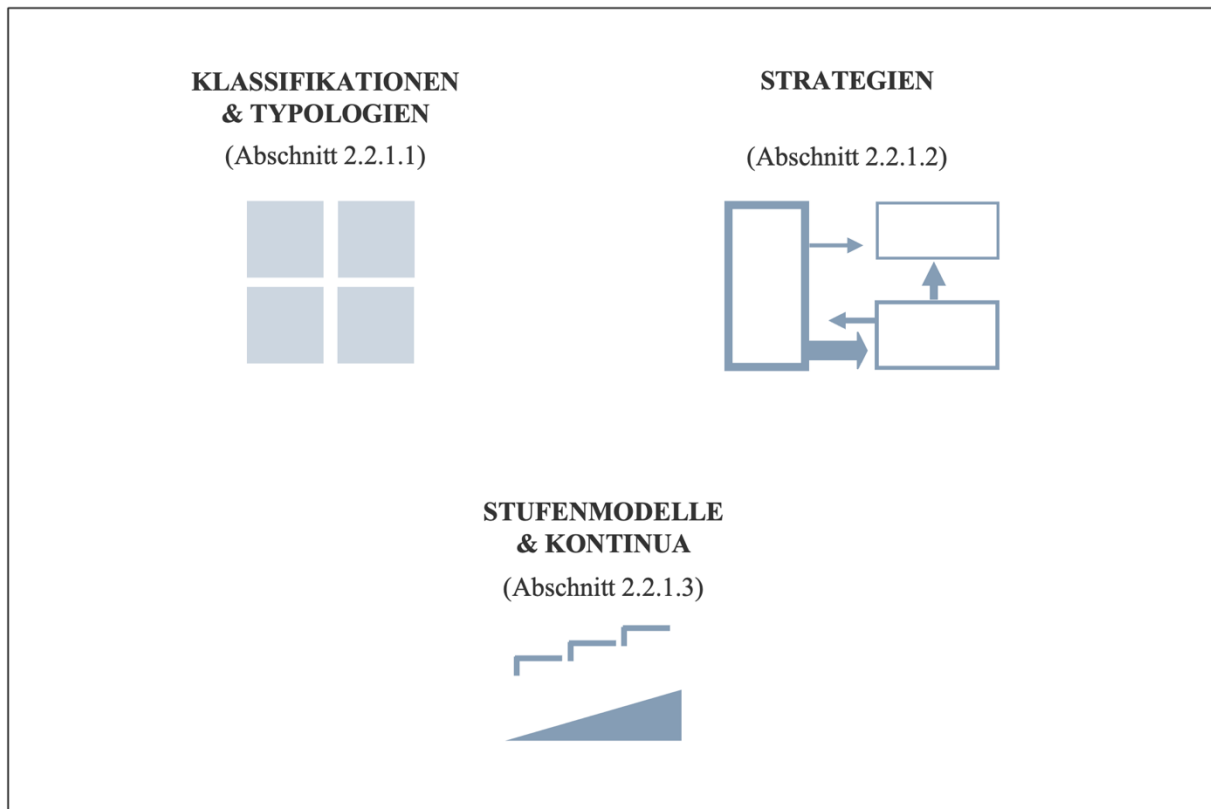 KLASSIFIKATIONEN
& TYPOLOGIEN
(Abschnitt 2.2.1.1)
STRATEGIEN
(Abschnitt 2.2.1.2)
STUFENMODELLE
& KONTINUA
(Abschnitt 2.2.1.3)